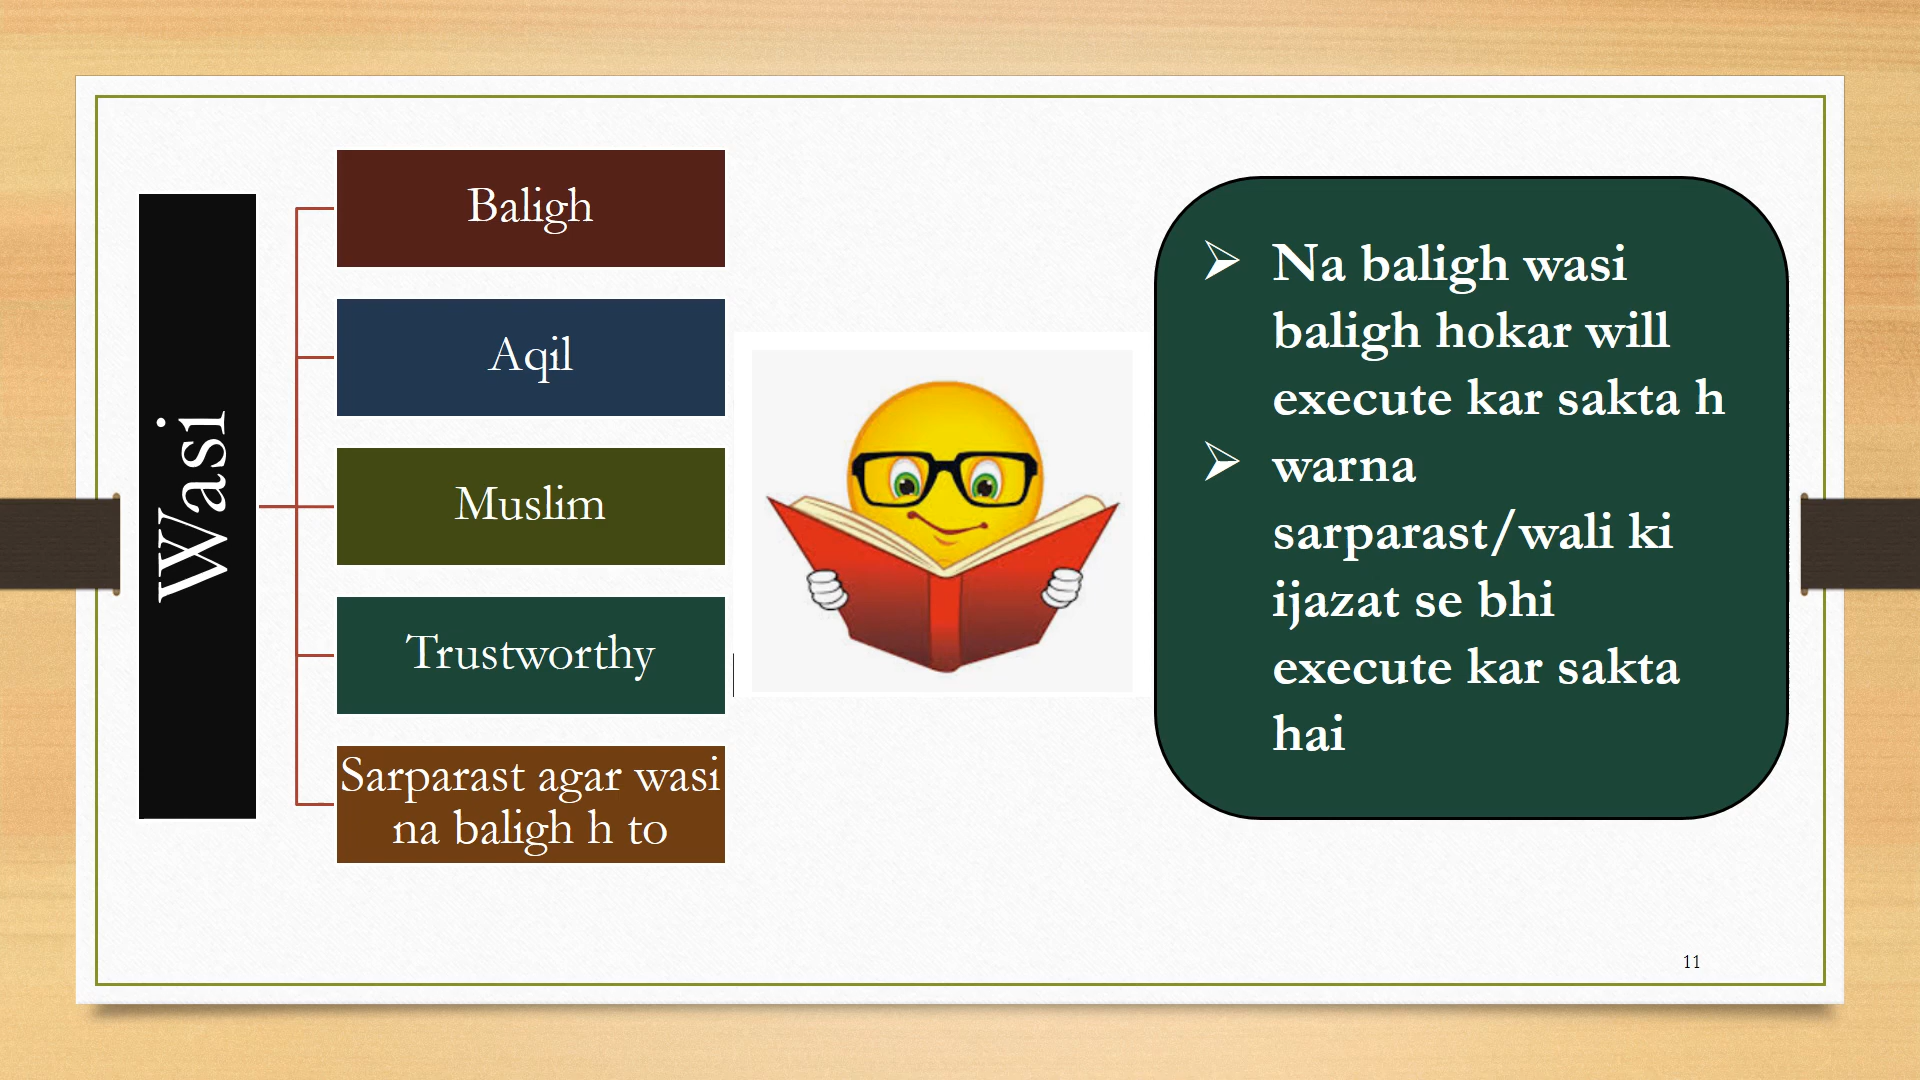 Wasi
Baligh
Aqil
Muslim
Trustworthy
Sarparast agar wasi
na baligh h to
➢ Na baligh wasi
baligh hokar will
execute kar sakta h
➢ warna
sarparast/wali ki
ijazat se bhi
execute kar sakta
hai
11